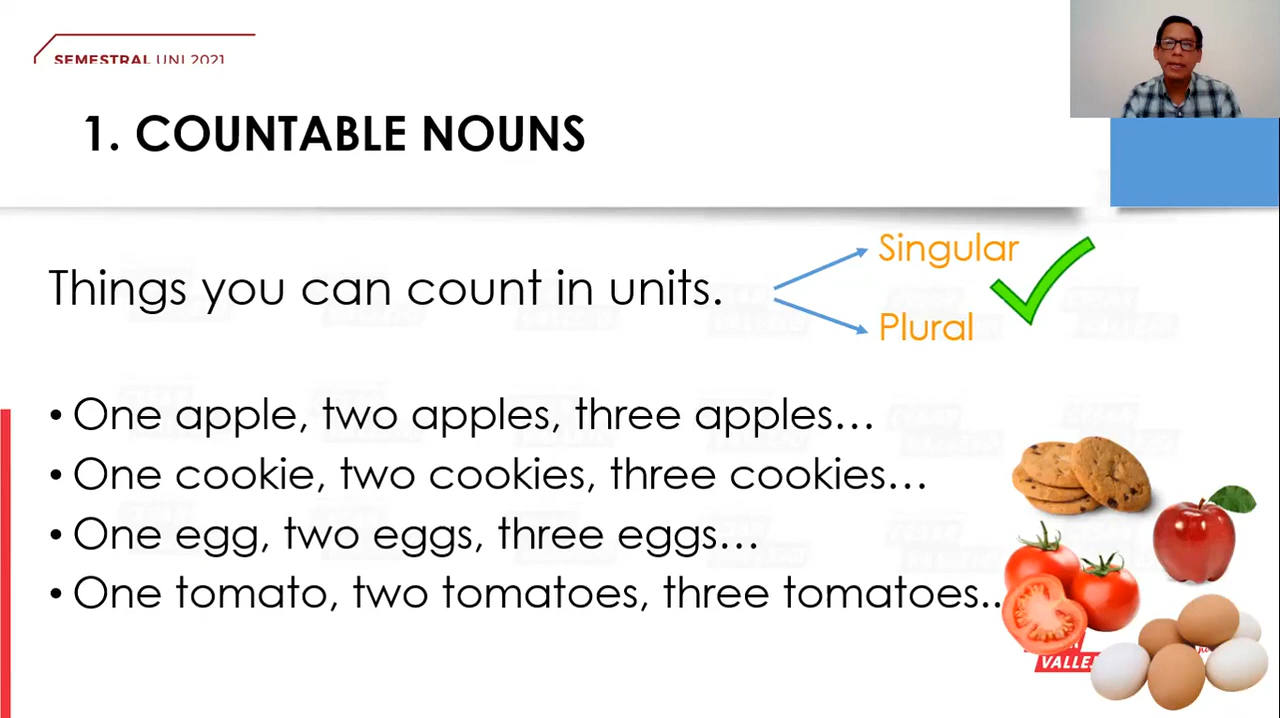 SEMESTRAL UNI 2021
1. COUNTABLE NOUNS
Things you can count in units.
Singular
Plural
• One apple, two apples, three apples...
• One cookie, two cookies, three cookies...
• One egg, two eggs, three eggs...
• One tomato, two tomatoes, three tomatoes..
VALLEJ